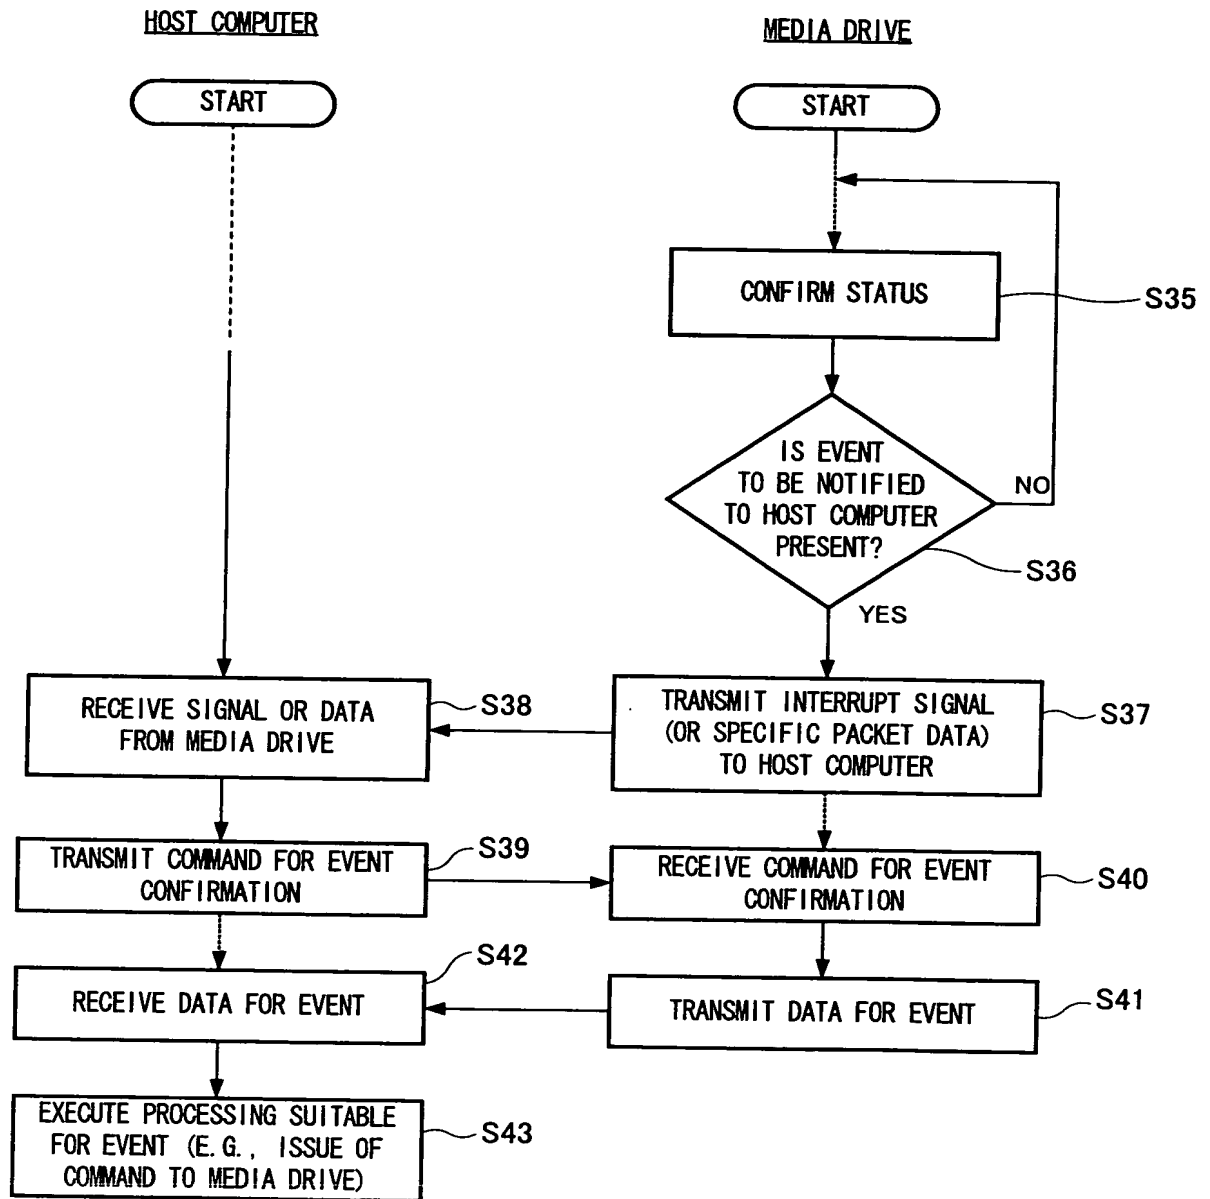 HOST COMPUTER
MEDIA DRIVE
START
START
CONFIRM STATUS
S35
IS EVENT
TO BE NOTIFIED
TO HOST COMPUTER
PRESENT?
NO
S36
YES
RECEIVE SIGNAL OR DATA
FROM MEDIA DRIVE
S38
TRANSMIT INTERRUPT SIGNAL
(OR SPECIFIC PACKET DATA)
TO HOST COMPUTER
S37
TRANSMIT COMMAND FOR EVENT
CONFIRMATION
S39
RECEIVE COMMAND FOR EVENT
CONFIRMATION
S40
RECEIVE DATA FOR EVENT
S42
TRANSMIT DATA FOR EVENT
S41
EXECUTE PROCESSING SUITABLE
FOR EVENT (E.G., ISSUE OF
COMMAND TO MEDIA DRIVE)
S43